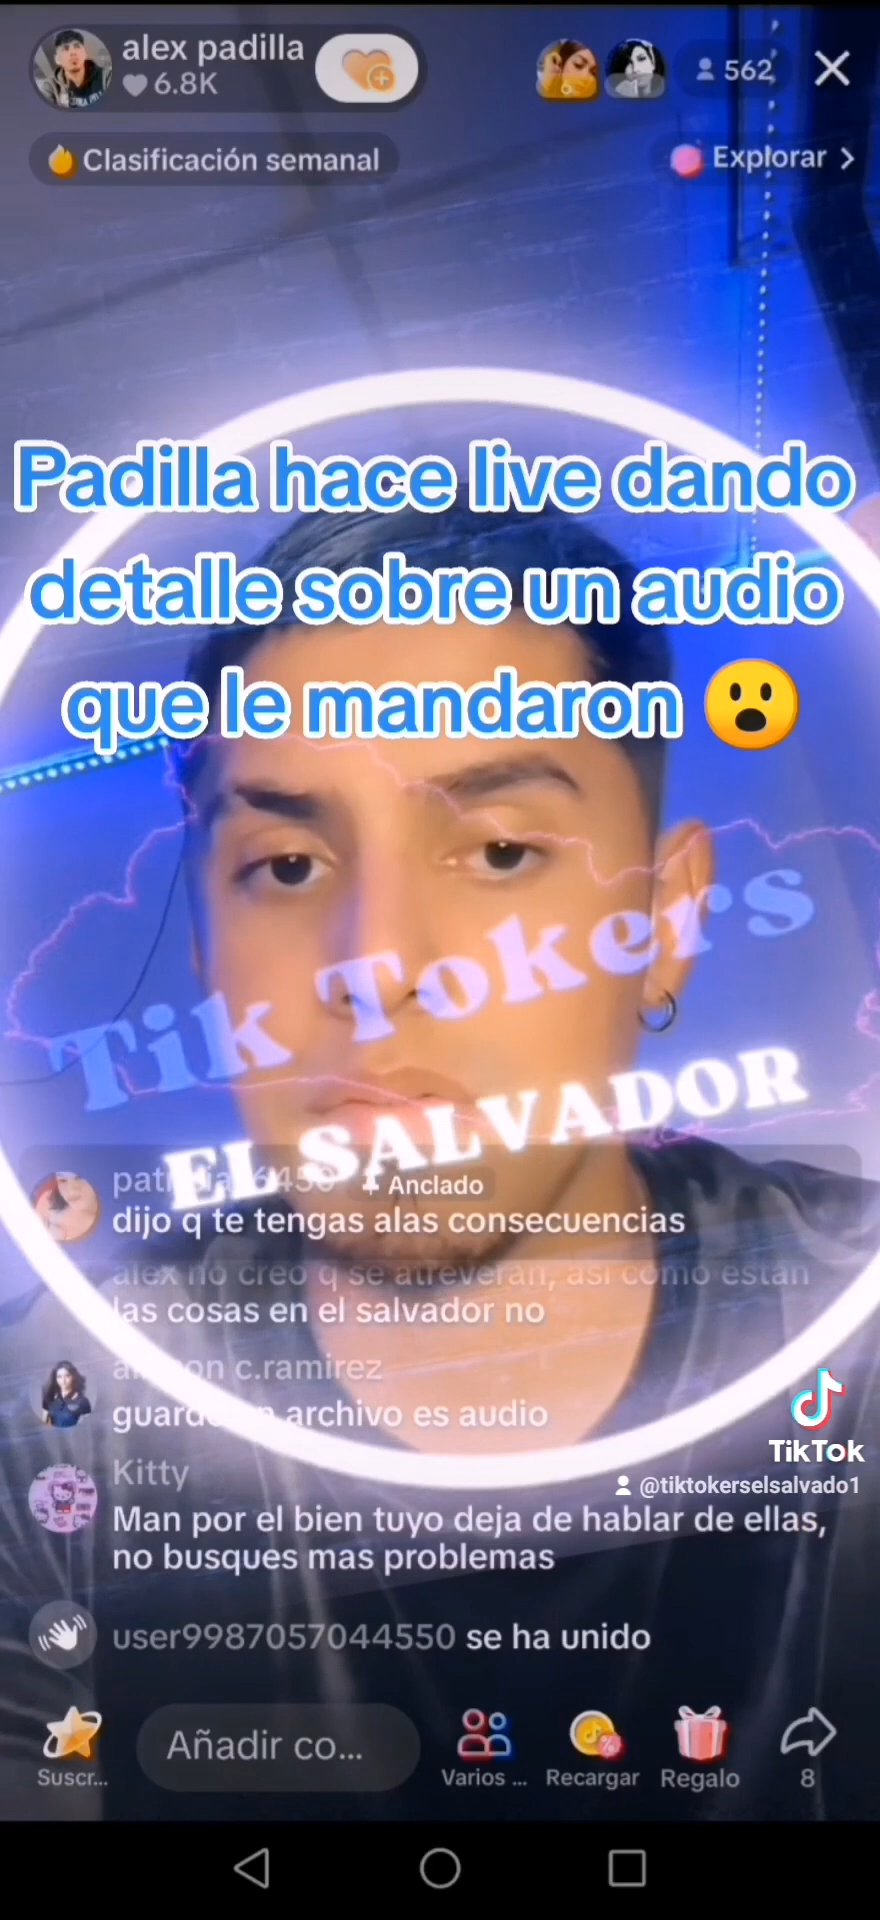 alex padilla
6.8K
562
Clasificación semanal
Explorar >
Padilla hace live dando
detalle sobre un audio
que le mandaron
Tik Tokers
EL SALVADOR
Anclado
dijo q te tengas alas consecuencias
alex no creo q se atreveran, asi como estan
las cosas en el salvador no
c.ramirez
archivo es audio
TikTok
@tiktokerselsalvado1
Kitty
Man por el bien tuyo deja de hablar de ellas,
no busques mas problemas
user9987057044550 se ha unido
Añadir co...
Suscr...
Varios ...
Recargar
Regalo
8